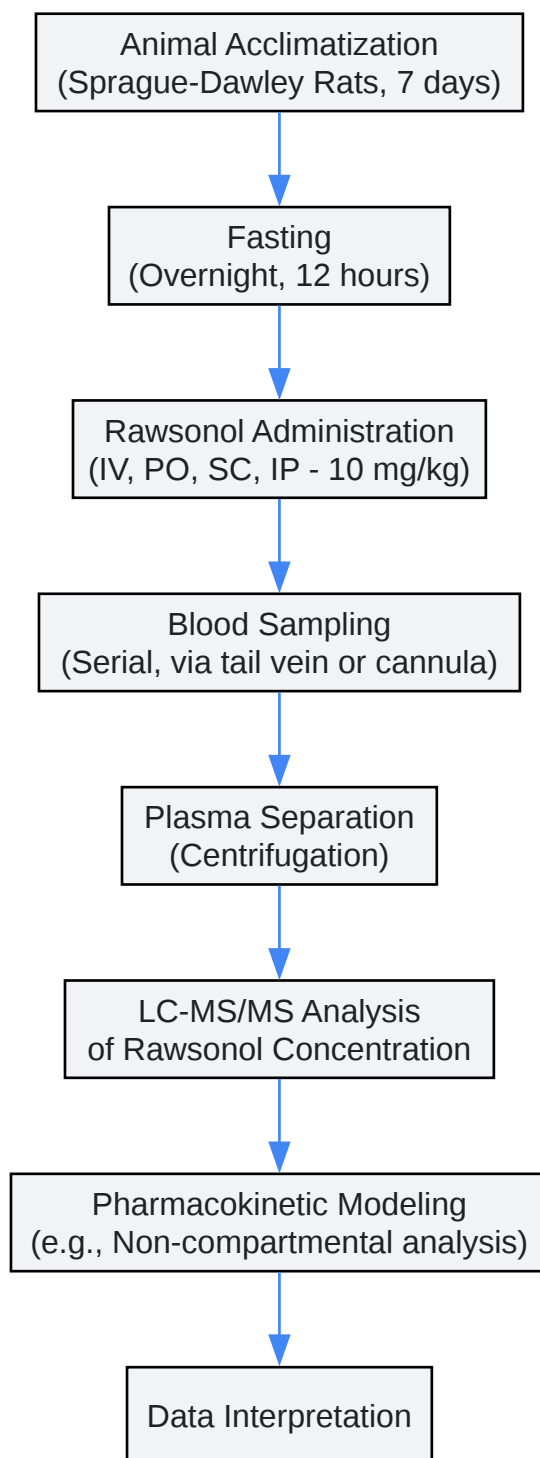 Animal Acclimatization
(Sprague-Dawley Rats, 7 days)
Fasting
(Overnight, 12 hours)
Rawsonol Administration
(IV, PO, SC, IP - 10 mg/kg)
Blood Sampling
(Serial, via tail vein or cannula)
Plasma Separation
(Centrifugation)
LC-MS/MS Analysis
of Rawsonol Concentration
Pharmacokinetic Modeling
(e.g., Non-compartmental analysis)
Data Interpretation